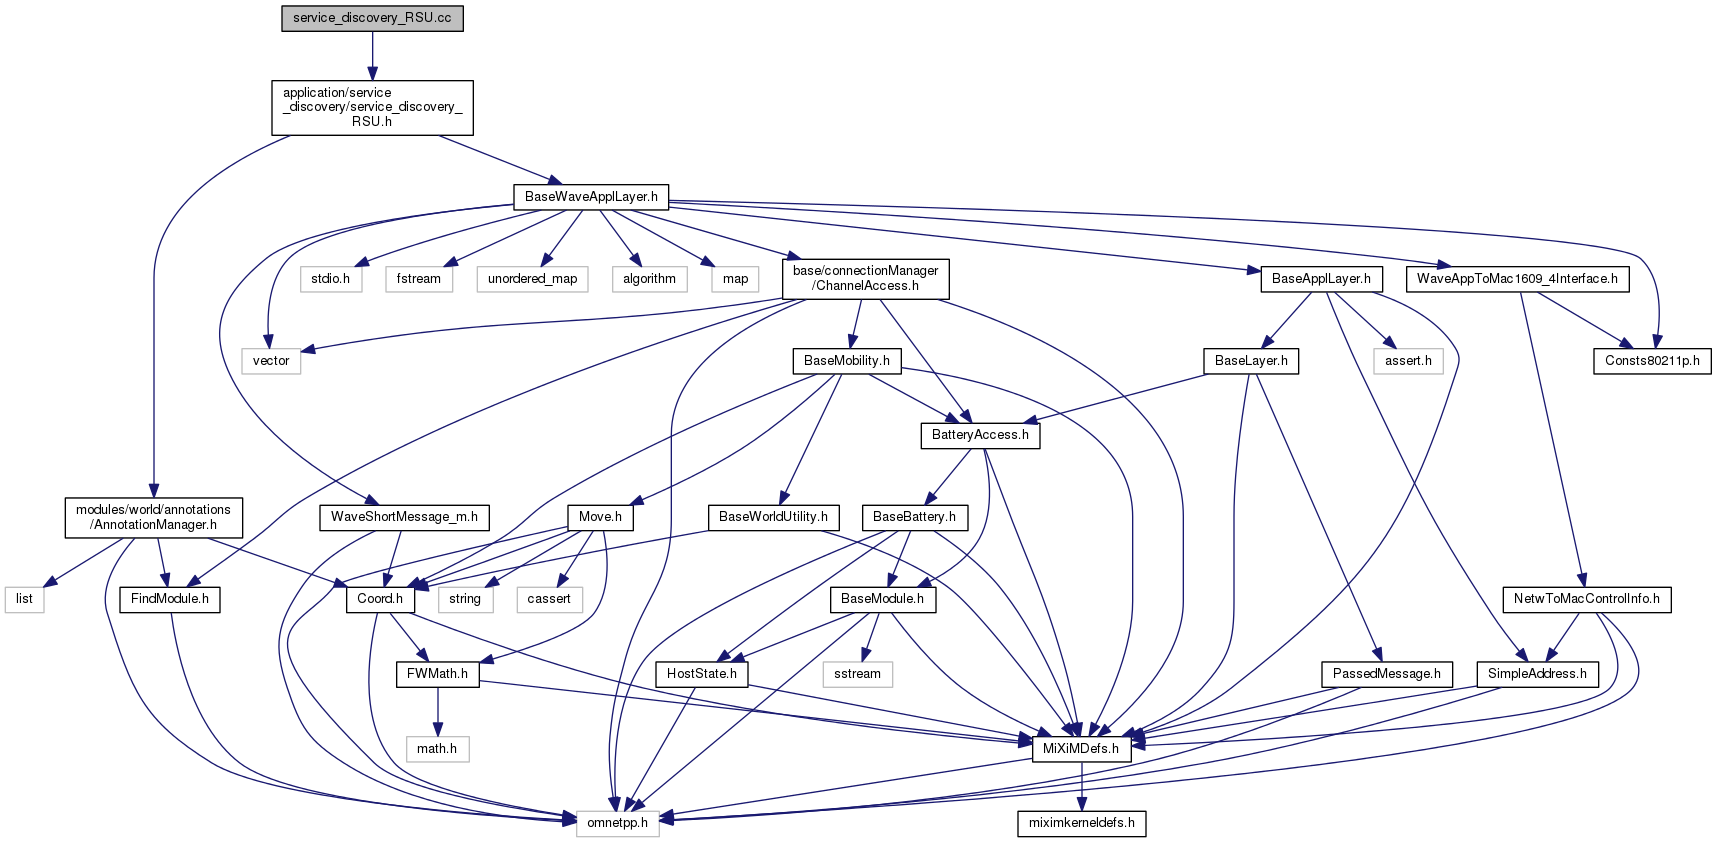 service_discovery_RSU.cc
application/service
_discovery/service_discovery_
RSU.h
BaseWaveApplLayer.h
stdio.h
fstream
unordered_map
algorithm
map
base/connectionManager
/ChannelAccess.h
BaseApplLayer.h
WaveAppToMac1609_4Interface.h
vector
BaseMobility.h
BaseLayer.h
assert.h
Consts80211p.h
BatteryAccess.h
modules/world/annotations
/AnnotationManager.h
WaveShortMessage_m.h
Move.h
BaseWorldUtility.h
BaseBattery.h
list
FindModule.h
Coord.h
string
cassert
BaseModule.h
NetwToMacControlInfo.h
FWMath.h
HostState.h
sstream
PassedMessage.h
SimpleAddress.h
math.h
MiXiMDefs.h
omnetpp.h
miximkerneldefs.h